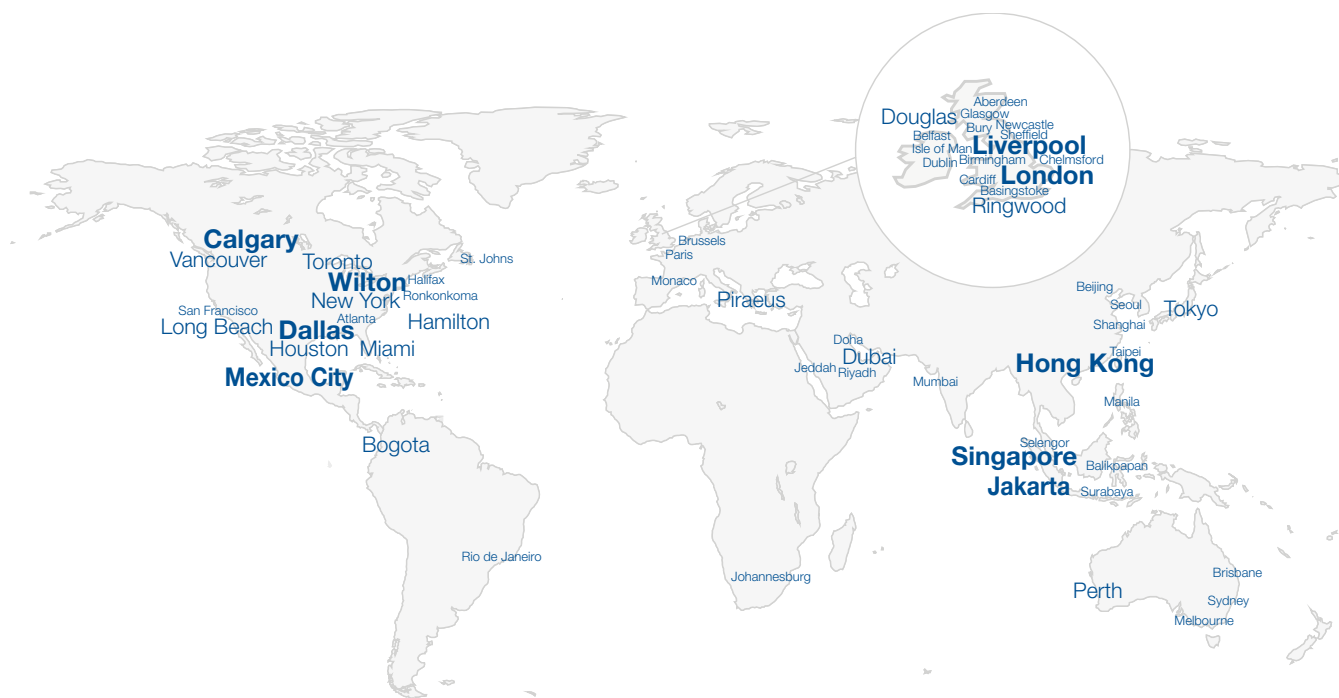 Aberdeen
Glasgow
Douglas
Bury
Newcastle
Belfast
Sheffield
Isle of Man
Liverpool
Dublin
Birmingham
Chelmsford
Cardiff
London
Basingstoke
Ringwood
Calgary
Vancouver
Toronto
St. Johns
Wilton
Halifax
New York
Ronkonkoma
San Francisco
Atlanta
Long Beach
Dallas
Hamilton
Houston
Miami
Mexico City
Bogota
Rio de Janeiro
Brussels
Paris
Monaco
Piraeus
Doha
Dubai
Jeddah
Riyadh
Mumbai
Johannesburg
Beijing
Seoul
Tokyo
Shanghai
Taipei
Hong Kong
Manila
Selengor
Singapore
Balikpapan
Jakarta
Surabaya
Brisbane
Perth
Sydney
Melbourne